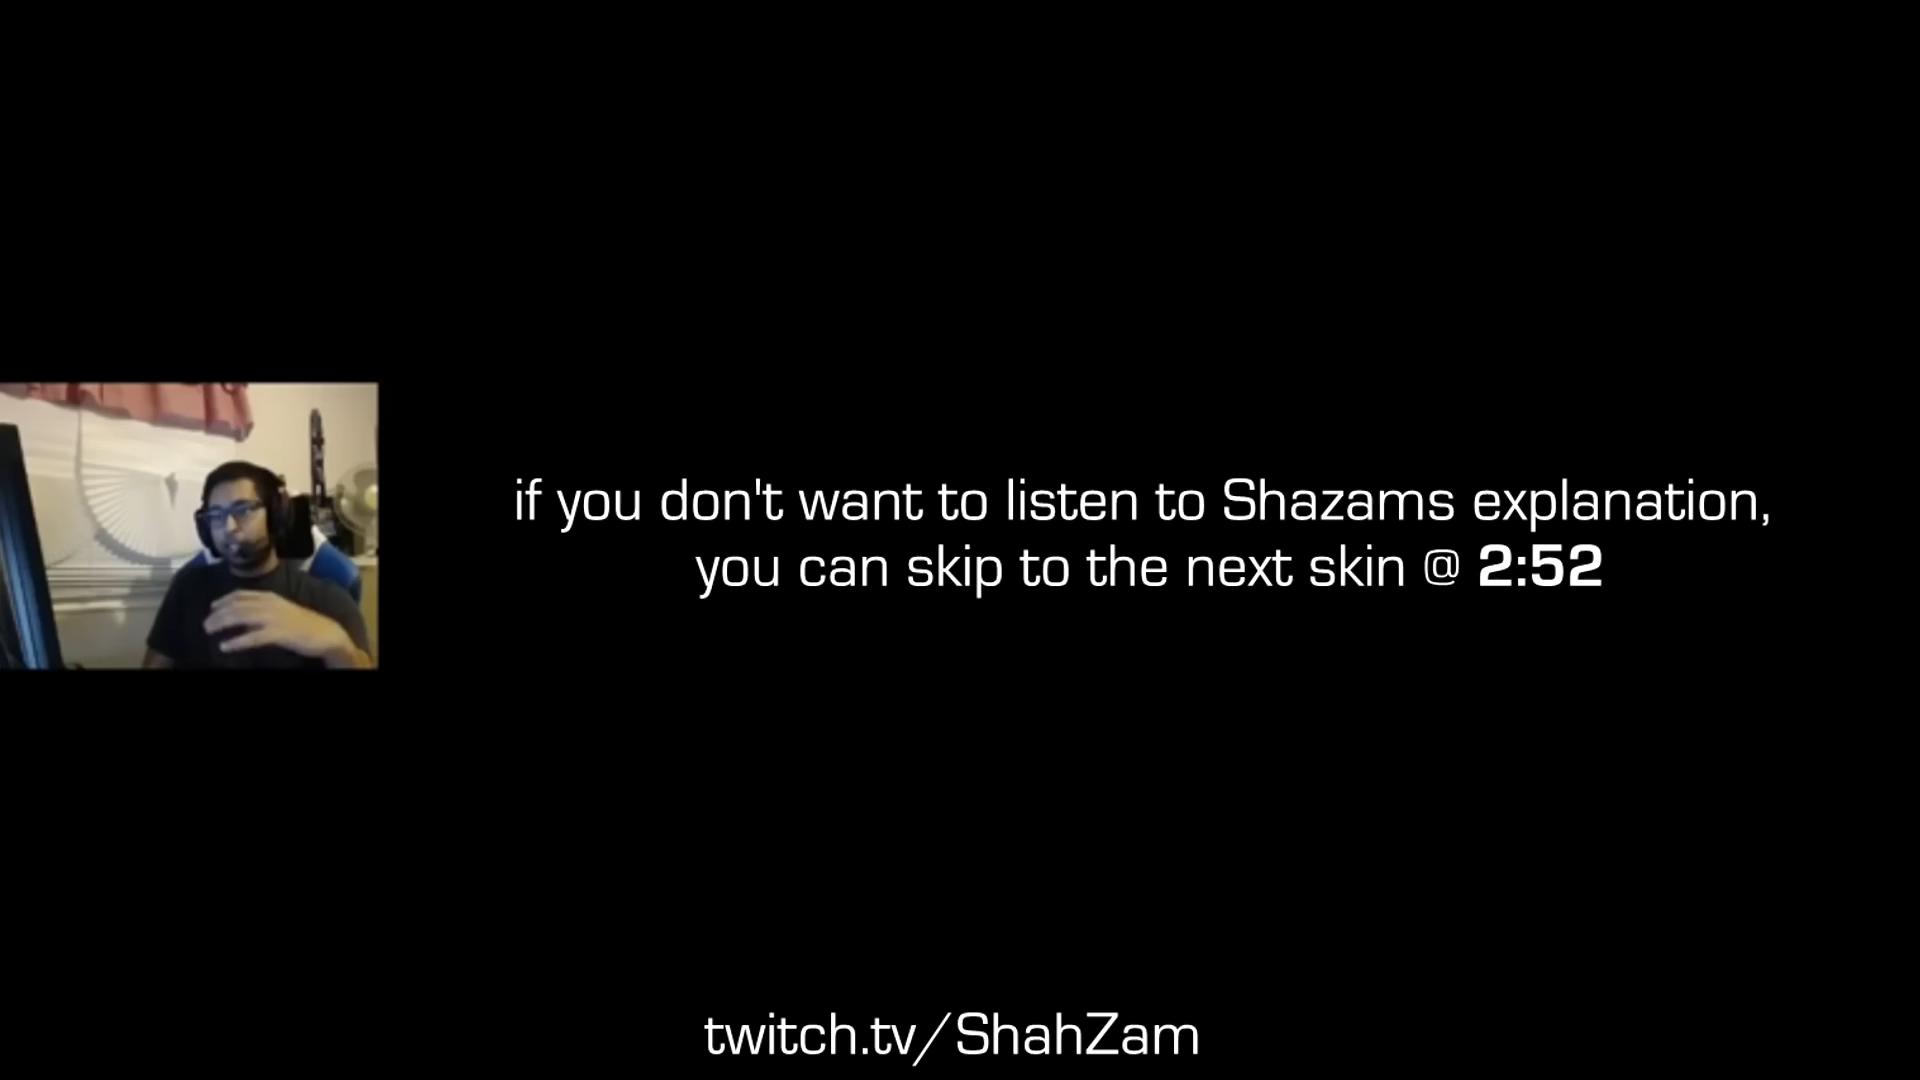 if you don't want to listen to Shazams explanation,
you can skip to the next skin @ 2:52
twitch.tv/ShahZam